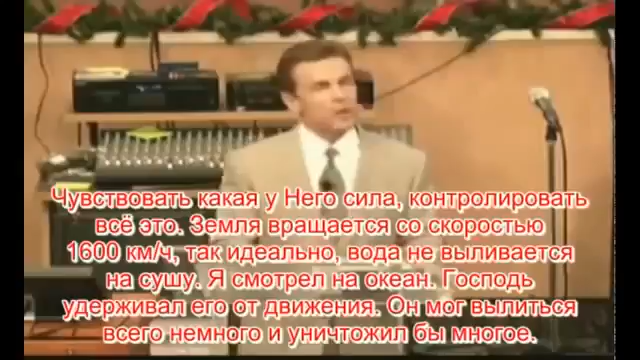 Чувствовать какая у Него сила, контролировать
всё это. Земля вращается со скоростью
1600 км/ч, так идеально, вода не выливается
на сушу. Я смотрел на океан. Господь
удерживал его от движения. Он мог вылиться
всего немного и уничтожил бы многое.